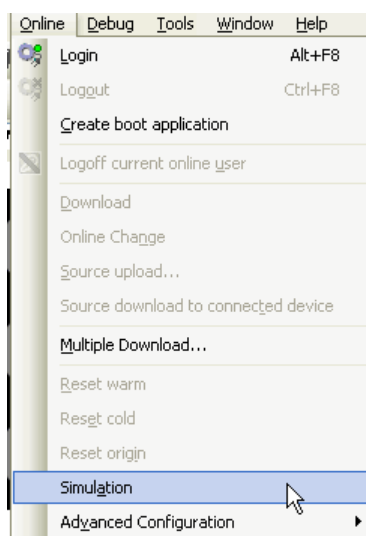 Online Debug Tools Window Help
Login Alt+F8
Logout Ctrl+F8
Create boot application
Logoff current online user
Download
Online Change
Source upload...
Source download to connected device
Multiple Download...
Reset warm
Reset cold
Reset origin
Simulation
Advanced Configuration